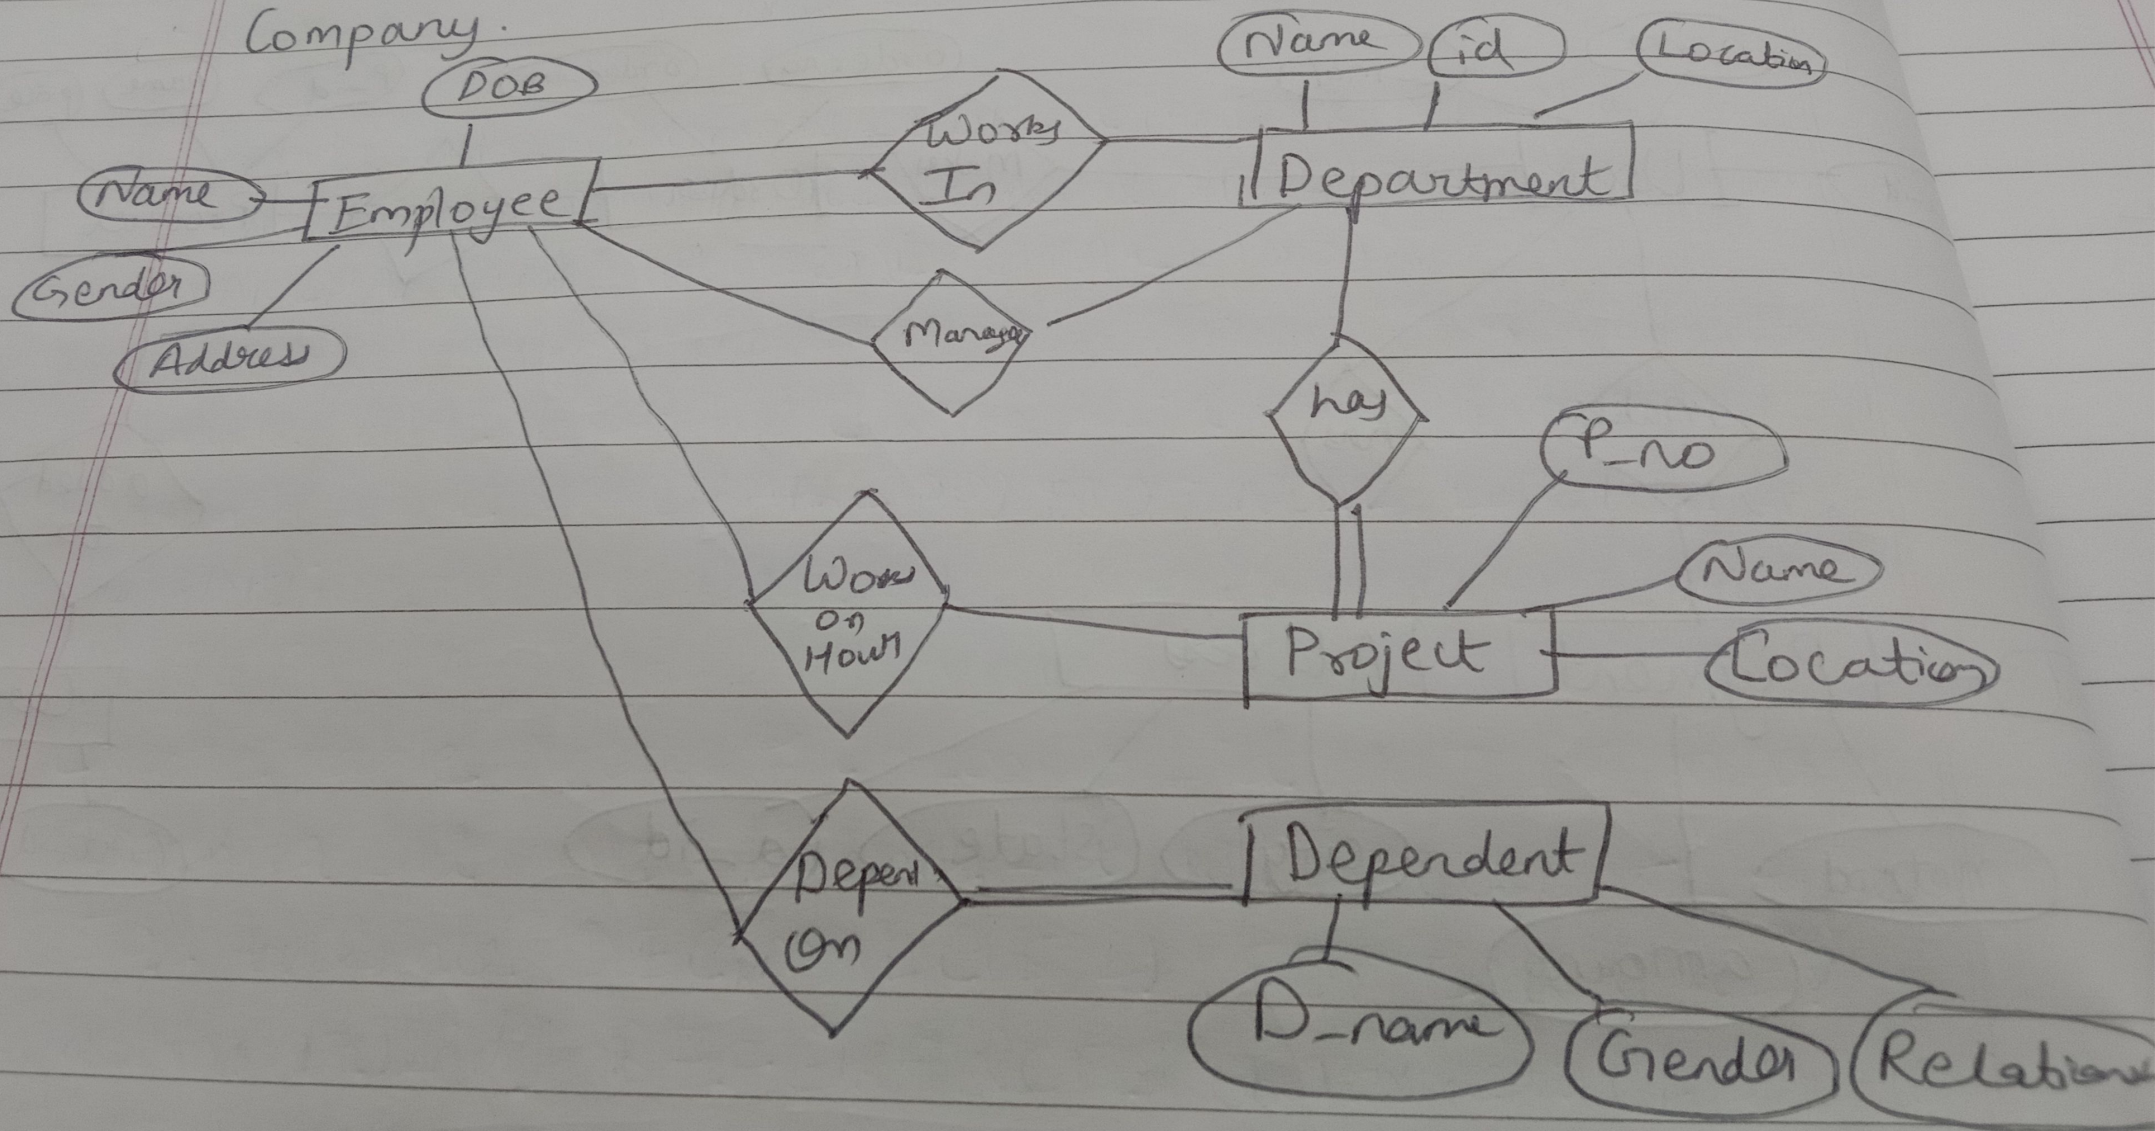 Company.
DOB
Name
id
Location
Works
In
Department
Name
Employee
Gender
Address
Manages
has
P_no
Work
on
Hours
Name
Project
Location
Depend
On
Dependent
D_name
Gender
Relation